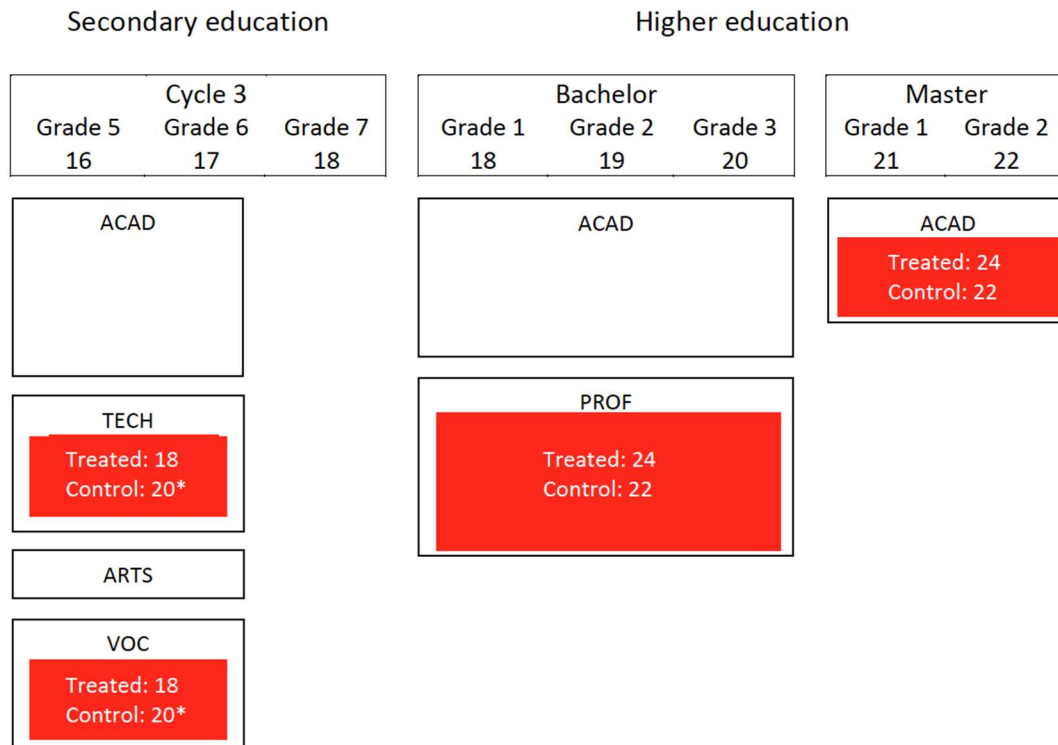 Secondary education
Higher education
Cycle 3
Grade 5 Grade 6 Grade 7
16 17 18
Bachelor
Grade 1 Grade 2 Grade 3
18 19 20
Master
Grade 1 Grade 2
21 22
ACAD
TECH
Treated: 18
Control: 20*
ARTS
VOC
Treated: 18
Control: 20*
ACAD
PROF
Treated: 24
Control: 22
ACAD
Treated: 24
Control: 22